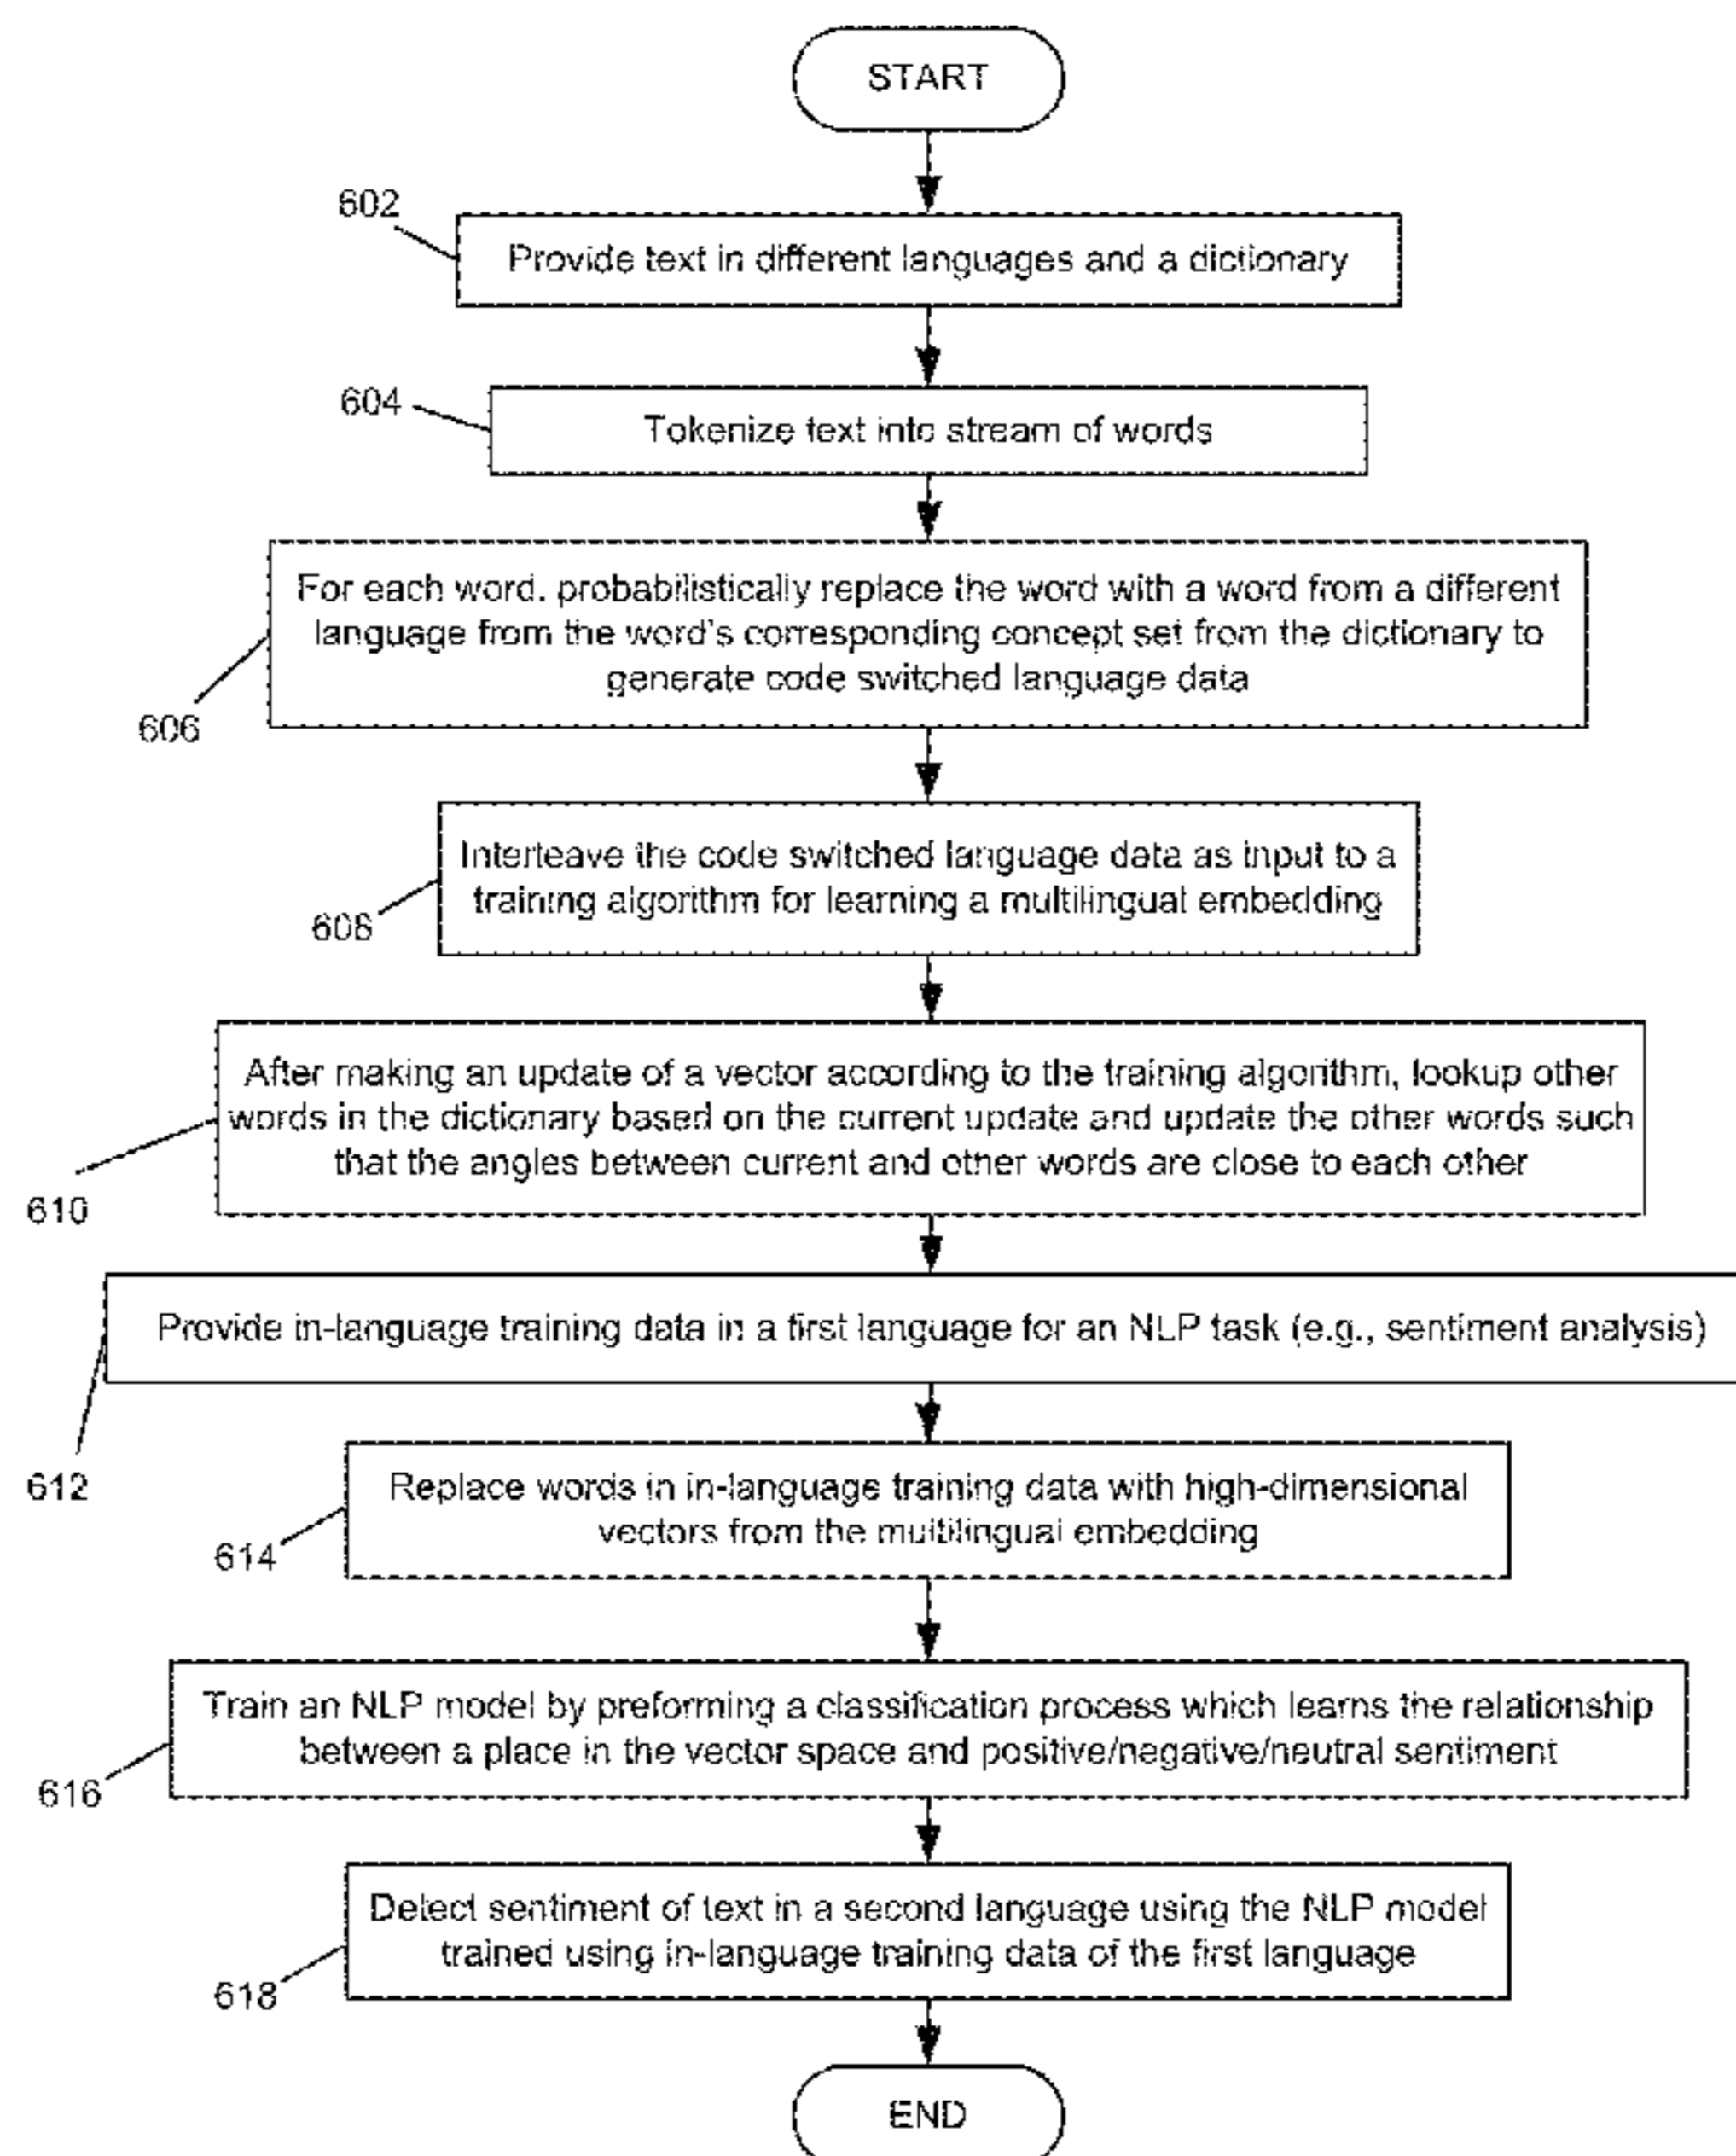 START
602
Provide text in different languages and a dictionary
604
Tokenize text into stream of words
For each word, probabilistically replace the word with a word from a different
language from the word's corresponding concept set from the dictionary to
generate code switched language data
606
Interleave the code switched language data as input to a
training algorithm for learning a multilingual embedding
608
After making an update of a vector according to the training algorithm, lookup other
words in the dictionary based on the current update and update the other words such
that the angles between current and other words are close to each other
610
Provide in-language training data in a first language for an NLP task (e.g., sentiment analysis)
612
Replace words in in-language training data with high-dimensional
vectors from the multilingual embedding
614
Train an NLP model by preforming a classification process which learns the relationship
between a place in the vector space and positive/negative/neutral sentiment
616
Detect sentiment of text in a second language using the NLP model
trained using in-language training data of the first language
618
END